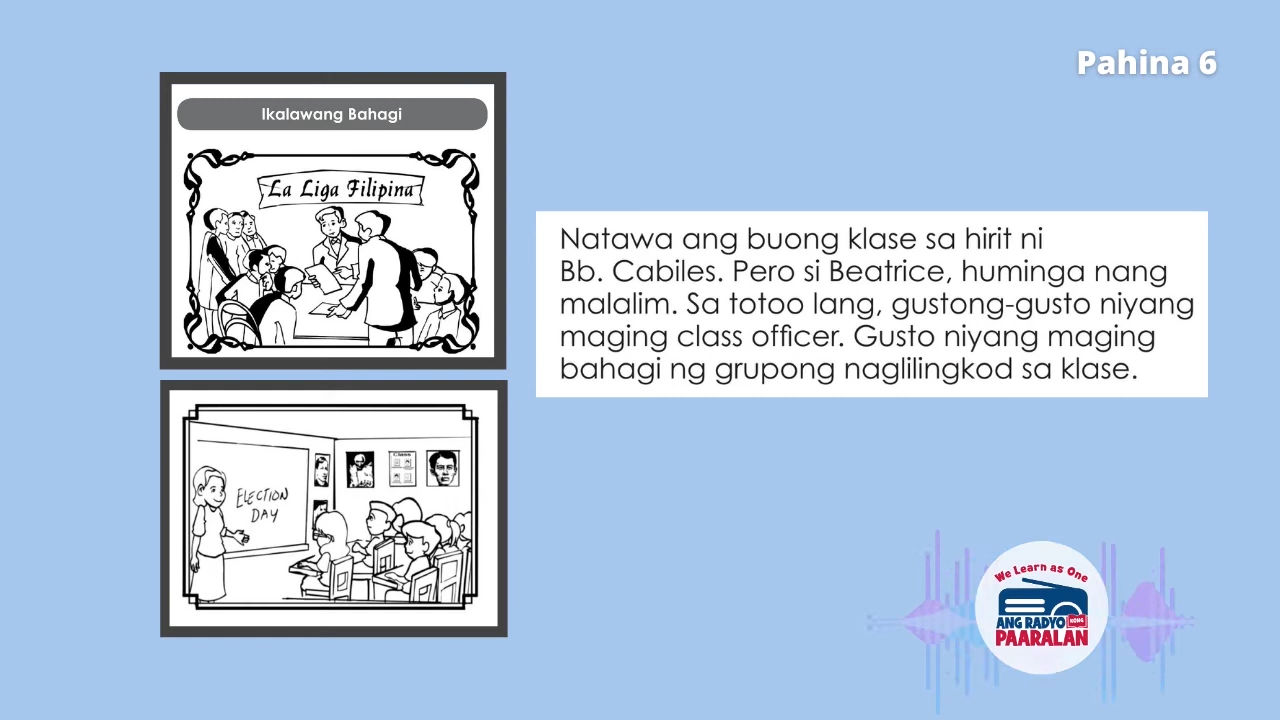 Pahina 6
Ikalawang Bahagi
La Liga Filipina
Natawa ang buong klase sa hirit ni
Bb. Cabiles. Pero si Beatrice, huminga nang
malalim. Sa totoo lang, gustong-gusto niyang
maging class officer. Gusto niyang maging
bahagi ng grupong naglilingkod sa klase.
Class
ELECTION
DAY
We Learn as One
ANG RADYO KONG
PAARALAN